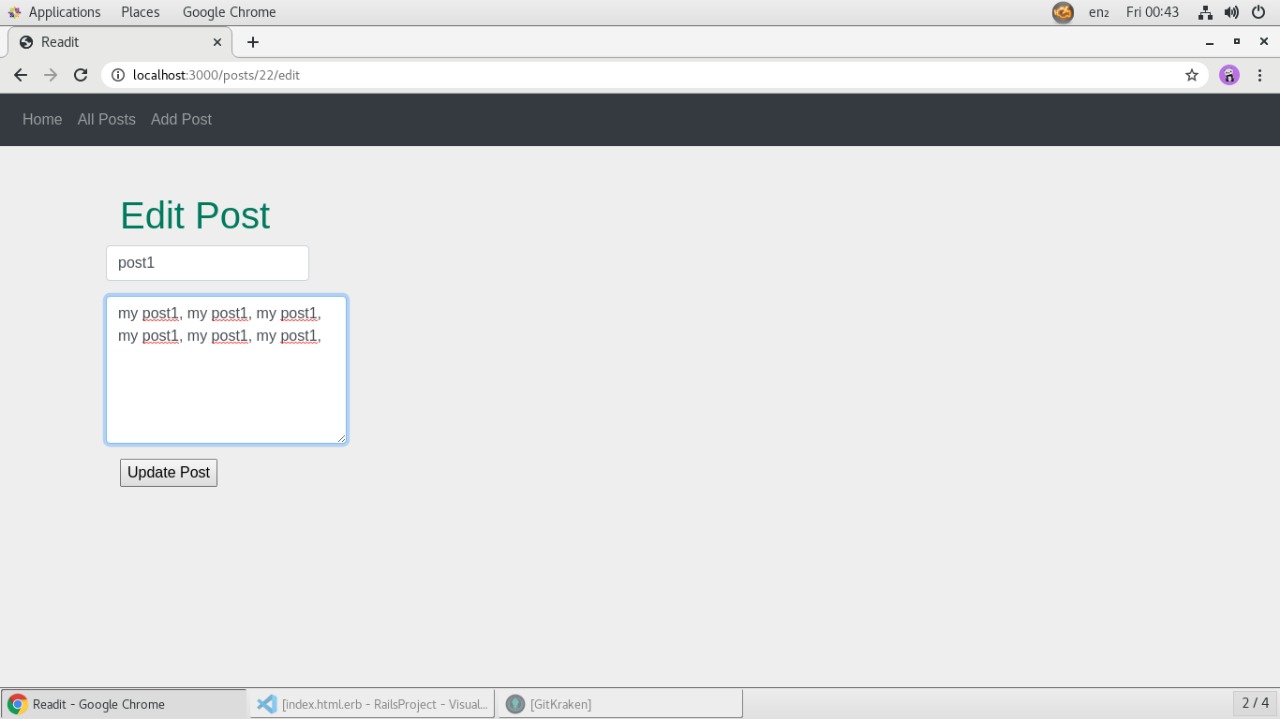 Applications Places Google Chrome en₂ Fri 00:43
Readit
localhost:3000/posts/22/edit
Home All Posts Add Post
Edit Post
post1
my post1, my post1, my post1,
my post1, my post1, my post1,
Update Post
Readit - Google Chrome [index.html.erb - RailsProject - Visual... [GitKraken] 2 / 4